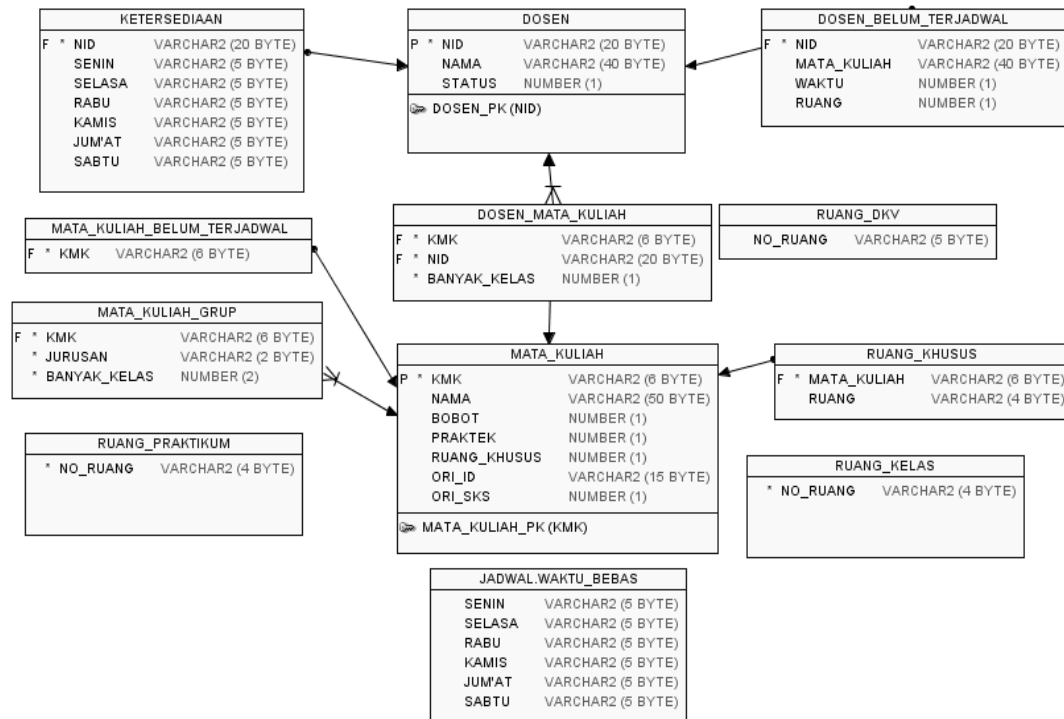 KETERSEDIAAN
F * NID VARCHAR2 (20 BYTE)
SENIN VARCHAR2 (5 BYTE)
SELASA VARCHAR2 (5 BYTE)
RABU VARCHAR2 (5 BYTE)
KAMIS VARCHAR2 (5 BYTE)
JUM'AT VARCHAR2 (5 BYTE)
SABTU VARCHAR2 (5 BYTE)
DOSEN
P * NID VARCHAR2 (20 BYTE)
NAMA VARCHAR2 (40 BYTE)
STATUS NUMBER (1)
DOSEN_PK (NID)
DOSEN_BELUM_TERJADWAL
F * NID VARCHAR2 (20 BYTE)
MATA_KULIAH VARCHAR2 (40 BYTE)
WAKTU NUMBER (1)
RUANG NUMBER (1)
MATA_KULIAH_BELUM_TERJADWAL
F * KMK VARCHAR2 (6 BYTE)
DOSEN_MATA_KULIAH
F * KMK VARCHAR2 (6 BYTE)
F * NID VARCHAR2 (20 BYTE)
* BANYAK_KELAS NUMBER (1)
RUANG_DKV
NO_RUANG VARCHAR2 (5 BYTE)
MATA_KULIAH_GRUP
F * KMK VARCHAR2 (6 BYTE)
* JURUSAN VARCHAR2 (2 BYTE)
* BANYAK_KELAS NUMBER (2)
MATA_KULIAH
P * KMK VARCHAR2 (6 BYTE)
NAMA VARCHAR2 (50 BYTE)
BOBOT NUMBER (1)
PRAKTEK NUMBER (1)
RUANG_KHUSUS NUMBER (1)
ORI_ID VARCHAR2 (15 BYTE)
ORI_SKS NUMBER (1)
MATA_KULIAH_PK (KMK)
RUANG_KHUSUS
F * MATA_KULIAH VARCHAR2 (6 BYTE)
RUANG VARCHAR2 (4 BYTE)
RUANG_PRAKTIKUM
* NO_RUANG VARCHAR2 (4 BYTE)
RUANG_KELAS
* NO_RUANG VARCHAR2 (4 BYTE)
JADWAL.WAKTU_BEBAS
SENIN VARCHAR2 (5 BYTE)
SELASA VARCHAR2 (5 BYTE)
RABU VARCHAR2 (5 BYTE)
KAMIS VARCHAR2 (5 BYTE)
JUM'AT VARCHAR2 (5 BYTE)
SABTU VARCHAR2 (5 BYTE)